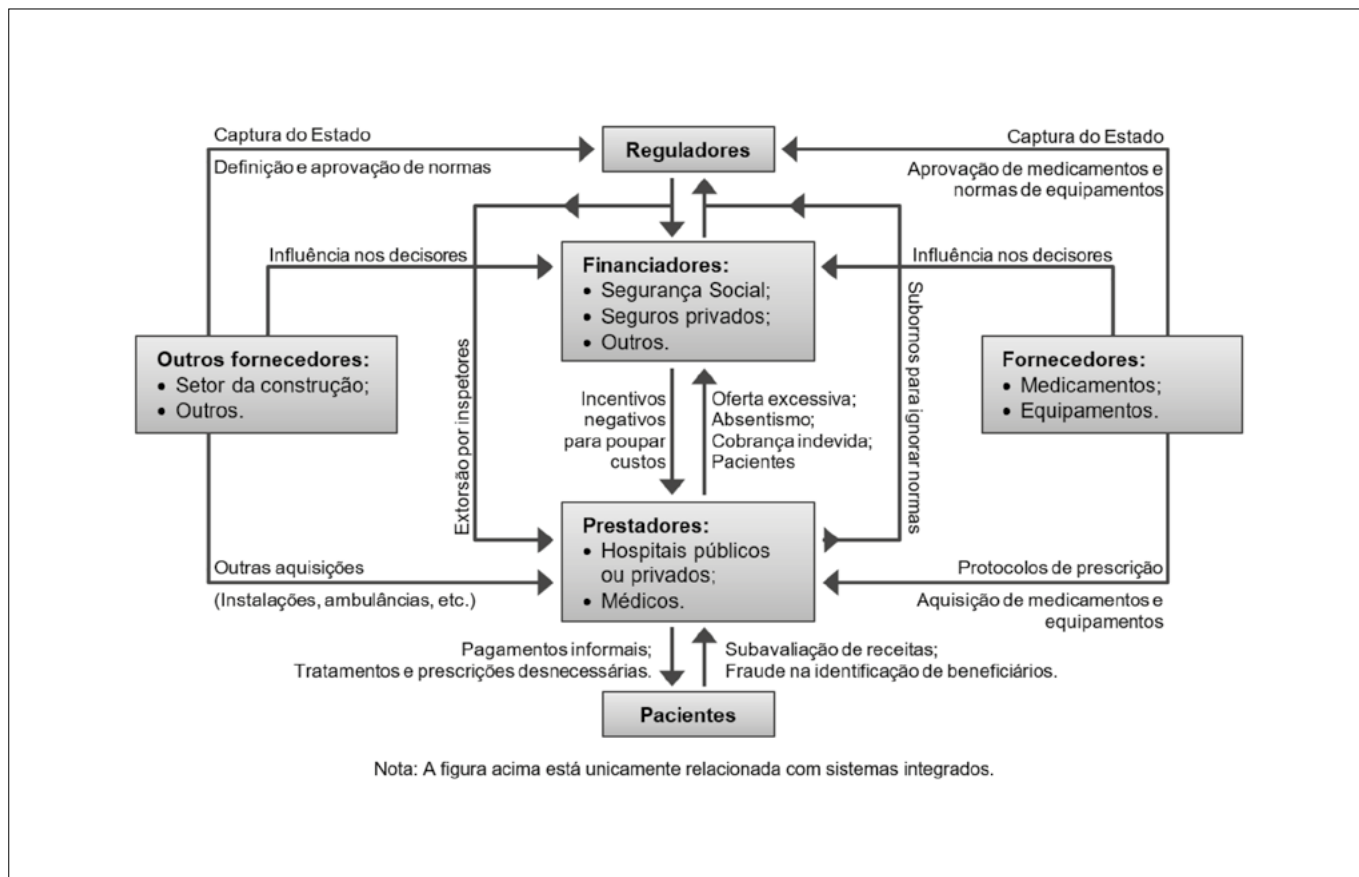 Captura do Estado
Definição e aprovação de normas
Reguladores
Captura do Estado
Aprovação de medicamentos e
normas de equipamentos
Influência nos decisores
Financiadores:
• Segurança Social;
• Seguros privados;
• Outros.
Influência nos decisores
Outros fornecedores:
• Setor da construção;
• Outros.
Extorsão por inspetores
Incentivos
negativos
para poupar
custos
Oferta excessiva;
Absentismo;
Cobrança indevida;
Pacientes
Subornos para ignorar normas
Fornecedores:
• Medicamentos;
• Equipamentos.
Outras aquisições
(Instalações, ambulâncias, etc.)
Prestadores:
• Hospitais públicos
ou privados;
• Médicos.
Protocolos de prescrição
Aquisição de medicamentos e
equipamentos
Pagamentos informais;
Tratamentos e prescrições desnecessárias.
Subavaliação de receitas;
Fraude na identificação de beneficiários.
Pacientes
Nota: A figura acima está unicamente relacionada com sistemas integrados.